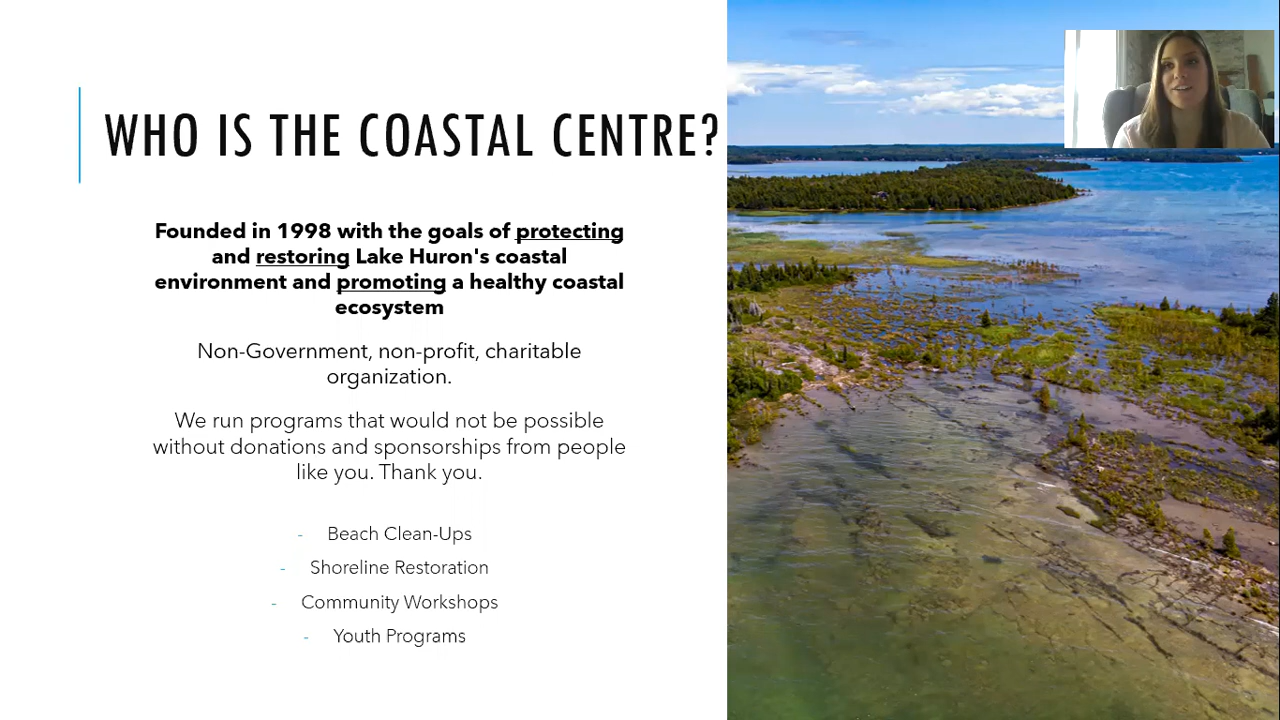 WHO IS THE COASTAL CENTRE?
Founded in 1998 with the goals of protecting
and restoring Lake Huron's coastal
environment and promoting a healthy coastal
ecosystem
Non-Government, non-profit, charitable
organization.
We run programs that would not be possible
without donations and sponsorships from people
like you. Thank you.
- Beach Clean-Ups
- Shoreline Restoration
- Community Workshops
- Youth Programs